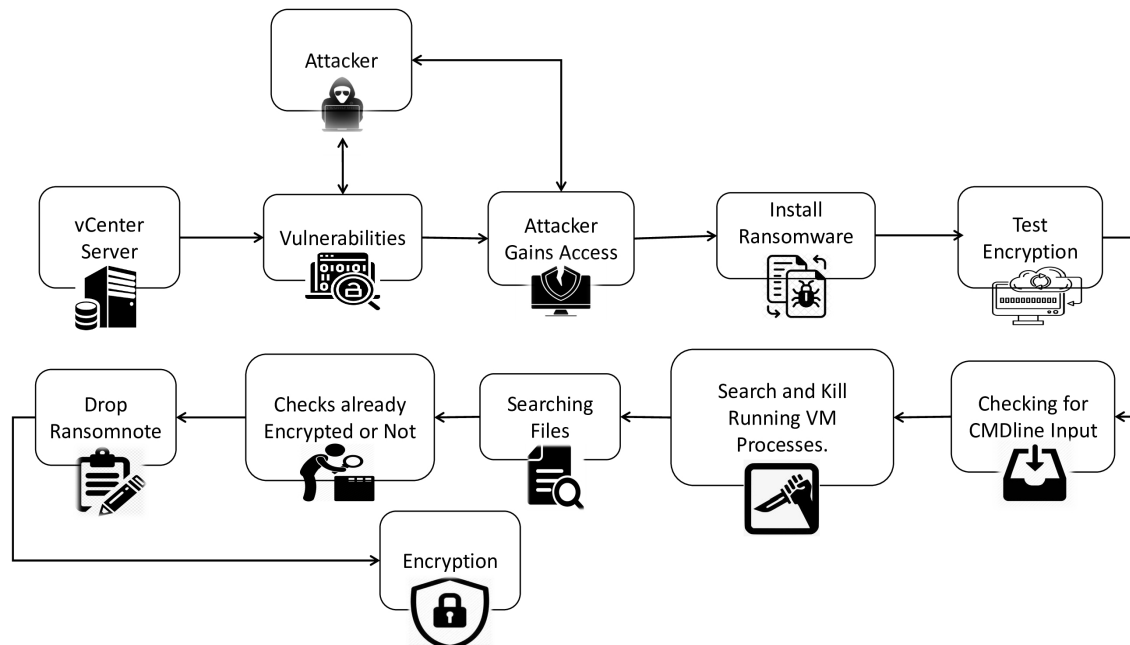 Attacker
vCenter
Server
Vulnerabilities
Attacker
Gains Access
Install
Ransomware
Test
Encryption
Drop
Ransomnote
Checks already
Encrypted or Not
Searching
Files
Search and Kill
Running VM
Processes.
Checking for
CMDline Input
Encryption